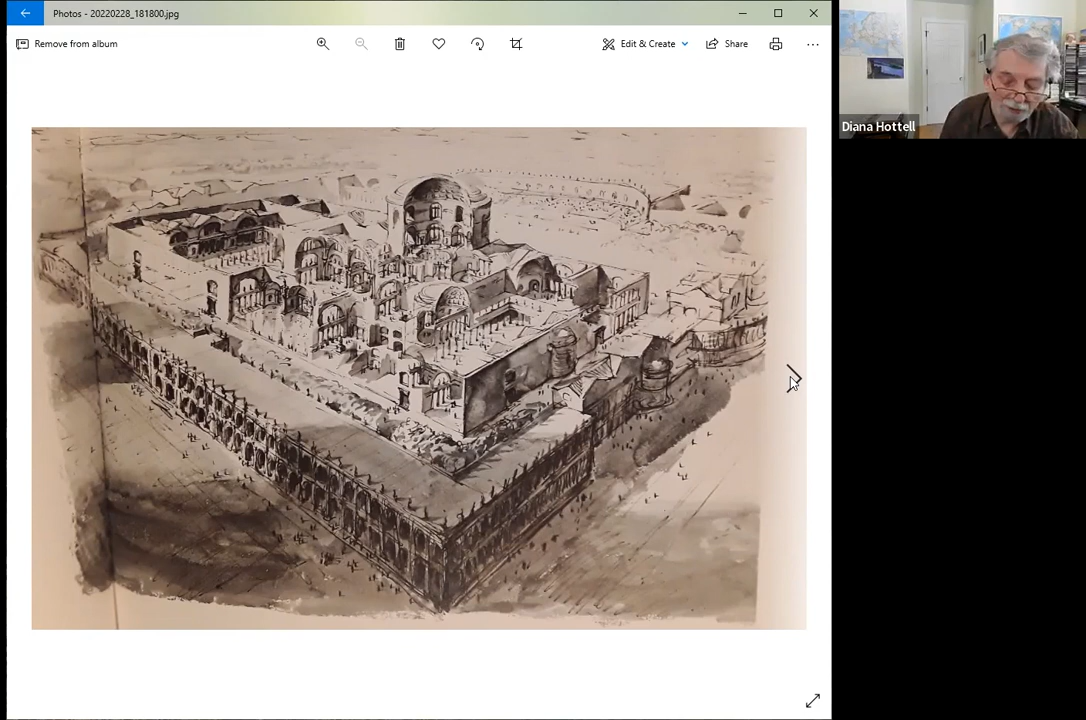 Photos - 20220228_181800.jpg
Remove from album
Edit & Create
Share
Diana Hottell